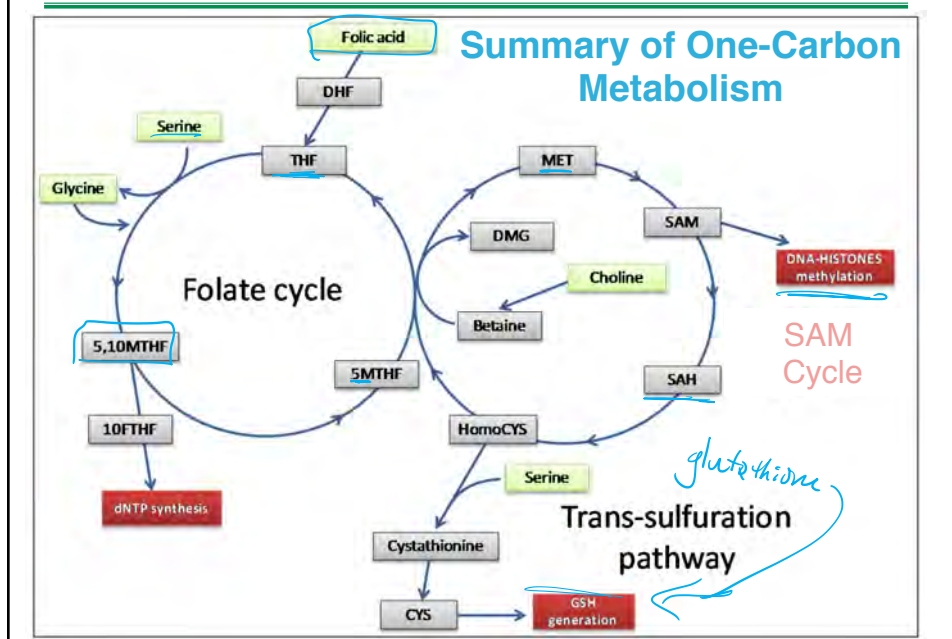 Summary of One-Carbon
Metabolism
Folic acid
DHF
Serine
THF
Glycine
MET
SAM
DMG
DNA-HISTONES
methylation
Choline
Folate cycle
Betaine
SAM
Cycle
5,10MTHF
5MTHF
SAH
10FTHF
HomoCYS
glutathione
Serine
dNTP synthesis
Trans-sulfuration
pathway
Cystathionine
CYS
GSH
generation